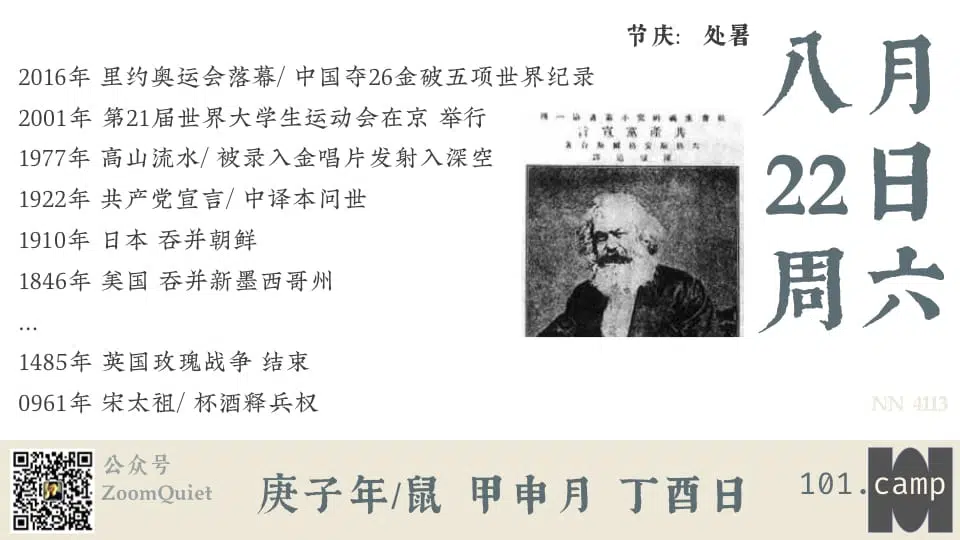 节庆: 处暑
八月
22日
周六
2016年 里约奥运会落幕/ 中国夺26金破五项世界纪录
2001年 第21届世界大学生运动会在京 举行
1977年 高山流水/ 被录入金唱片发射入深空
1922年 共产党宣言/ 中译本问世
1910年 日本 吞并朝鲜
1846年 美国 吞并新墨西哥州
...
1485年 英国玫瑰战争 结束
0961年 宋太祖/ 杯酒释兵权
言宣黨產共
NN 4113
公众号
ZoomQuiet
庚子年/鼠 甲申月 丁酉日
101.camp